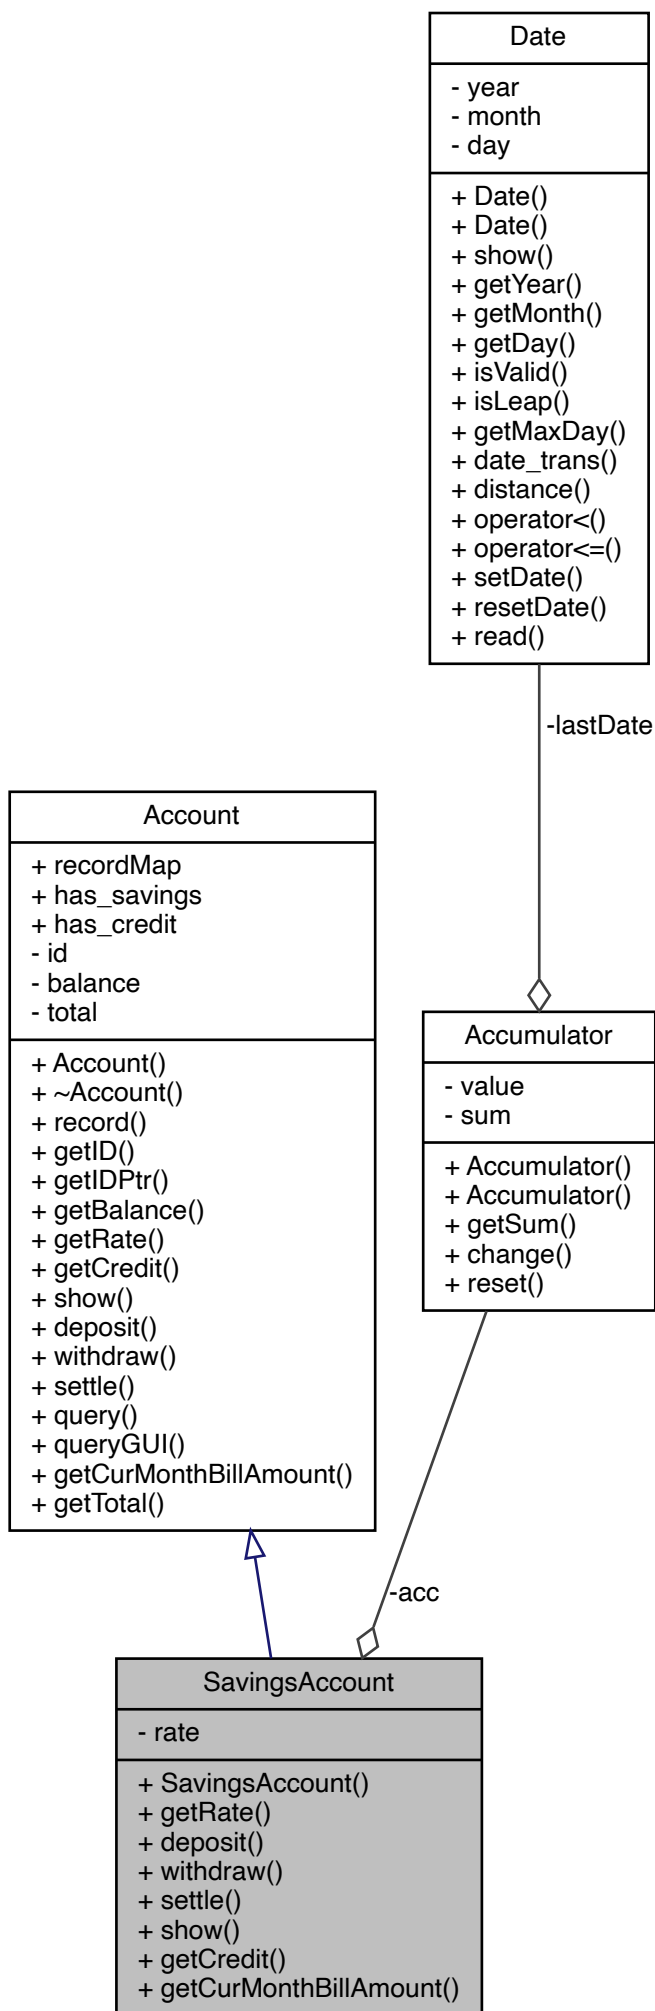 Date
- year
- month
- day
+ Date()
+ Date()
+ show()
+ getYear()
+ getMonth()
+ getDay()
+ isValid()
+ isLeap()
+ getMaxDay()
+ date_trans()
+ distance()
+ operator<()
+ operator<=()
+ setDate()
+ resetDate()
+ read()
-lastDate
Account
+ recordMap
+ has_savings
+ has_credit
- id
- balance
- total
+ Account()
+ ~Account()
+ record()
+ getID()
+ getIDPtr()
+ getBalance()
+ getRate()
+ getCredit()
+ show()
+ deposit()
+ withdraw()
+ settle()
+ query()
+ queryGUI()
+ getCurMonthBillAmount()
+ getTotal()
Accumulator
- value
- sum
+ Accumulator()
+ Accumulator()
+ getSum()
+ change()
+ reset()
-acc
SavingsAccount
- rate
+ SavingsAccount()
+ getRate()
+ deposit()
+ withdraw()
+ settle()
+ show()
+ getCredit()
+ getCurMonthBillAmount()